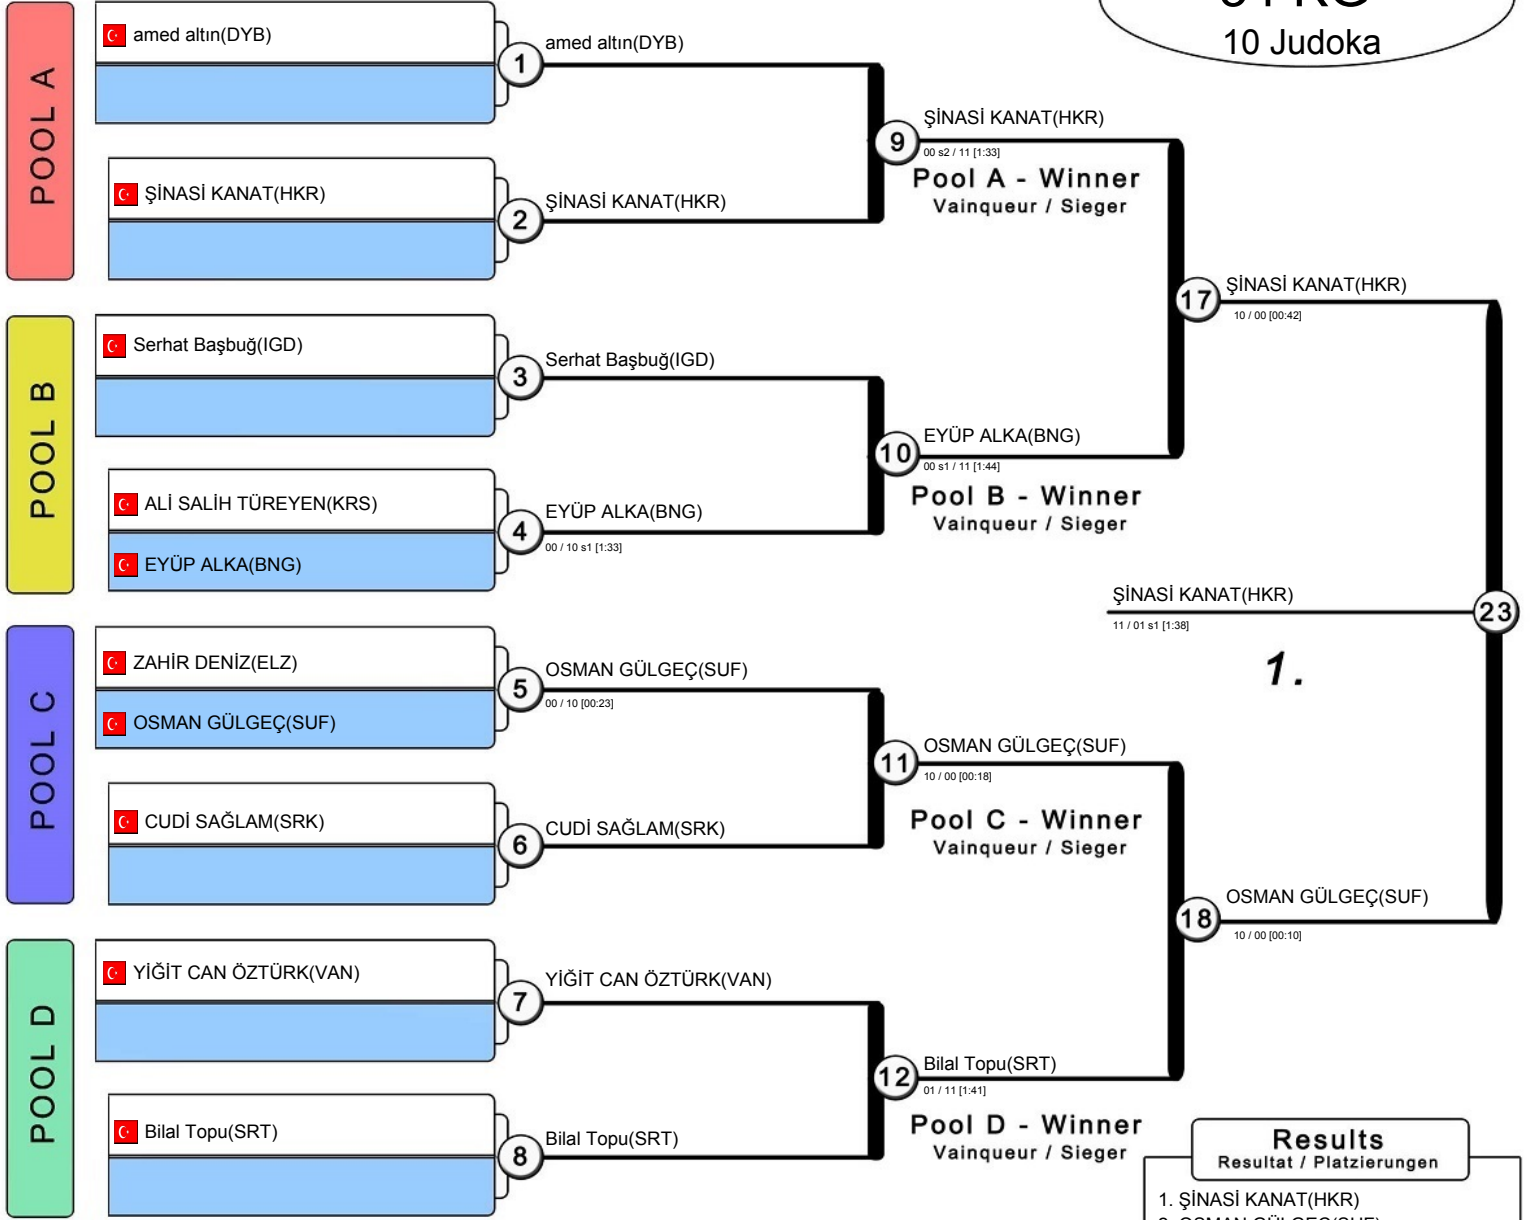 10 Judoka
POOL A
amed altın(DYB)
1
amed altın(DYB)
ŞİNASİ KANAT(HKR)
2
ŞİNASİ KANAT(HKR)
9
ŞİNASİ KANAT(HKR)
00 s2 / 11 [1:33]
Pool A - Winner
Vainqueur / Sieger
POOL B
Serhat Başbuğ(IGD)
3
Serhat Başbuğ(IGD)
ALİ SALİH TÜREYEN(KRS)
EYÜP ALKA(BNG)
4
EYÜP ALKA(BNG)
00 / 10 s1 [1:33]
10
EYÜP ALKA(BNG)
00 s1 / 11 [1:44]
Pool B - Winner
Vainqueur / Sieger
17
ŞİNASİ KANAT(HKR)
10 / 00 [00:42]
POOL C
ZAHİR DENİZ(ELZ)
OSMAN GÜLGEÇ(SUF)
5
OSMAN GÜLGEÇ(SUF)
00 / 10 [00:23]
CUDİ SAĞLAM(SRK)
6
CUDİ SAĞLAM(SRK)
11
OSMAN GÜLGEÇ(SUF)
10 / 00 [00:18]
Pool C - Winner
Vainqueur / Sieger
POOL D
YİĞİT CAN ÖZTÜRK(VAN)
7
YİĞİT CAN ÖZTÜRK(VAN)
Bilal Topu(SRT)
8
Bilal Topu(SRT)
12
Bilal Topu(SRT)
01 / 11 [1:41]
Pool D - Winner
Vainqueur / Sieger
18
OSMAN GÜLGEÇ(SUF)
10 / 00 [00:10]
ŞİNASİ KANAT(HKR)
23
11 / 01 s1 [1:38]
1.
Results
Resultat / Platzierungen
1. ŞİNASİ KANAT(HKR)
2. OSMAN GÜLGEÇ(SUF)